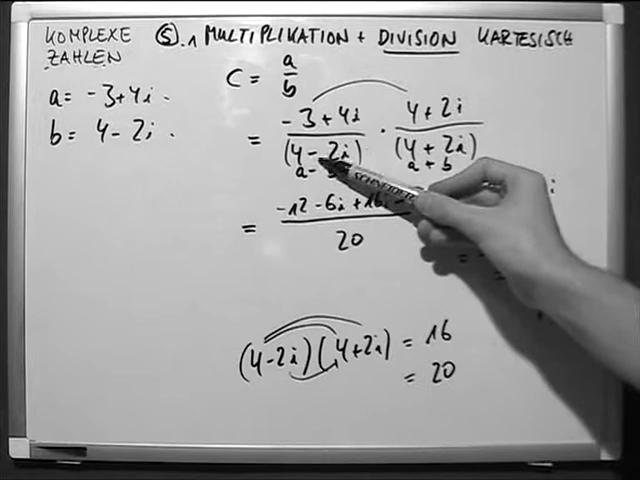 KOMPLEXE ZAHLEN
5.1 MULTIPLIKATION + DIVISION KARTESISCH
a = -3+4i.
b = 4-2i.
C = a/b
= -3+4i/(4-2i) · 4+2i/(4+2i)
a- a+b
SCHNEIDER
= -12-6i+16i-/20
(4-2i)(4+2i) = 16
= 20